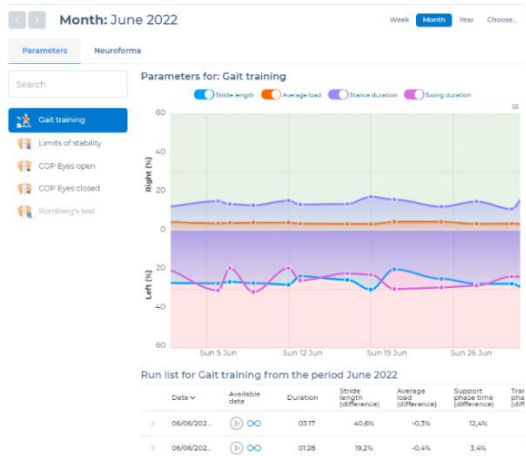 Month: June 2022
Week Month Year Choose...
Parameters Neuroforma
Search
Gait training
Limits of stability
COP Eyes open
COP Eyes closed
Romberg's test
Parameters for: Gait training
Stride length Average load Stance duration Swing duration
60
40
20
0
20
40
60
Right (%)
Left (%)
Sun 5 Jun Sun 12 Jun Sun 19 Jun Sun 26 Jun
Run list for Gait training from the period June 2022
Date Available data Duration Stride length (difference) Average load (difference) Support phase time (difference)
06/06/202... 03:17 40,6% -0,3% 12,4%
06/06/202... 01:28 19,2% -0,4% 3,4%